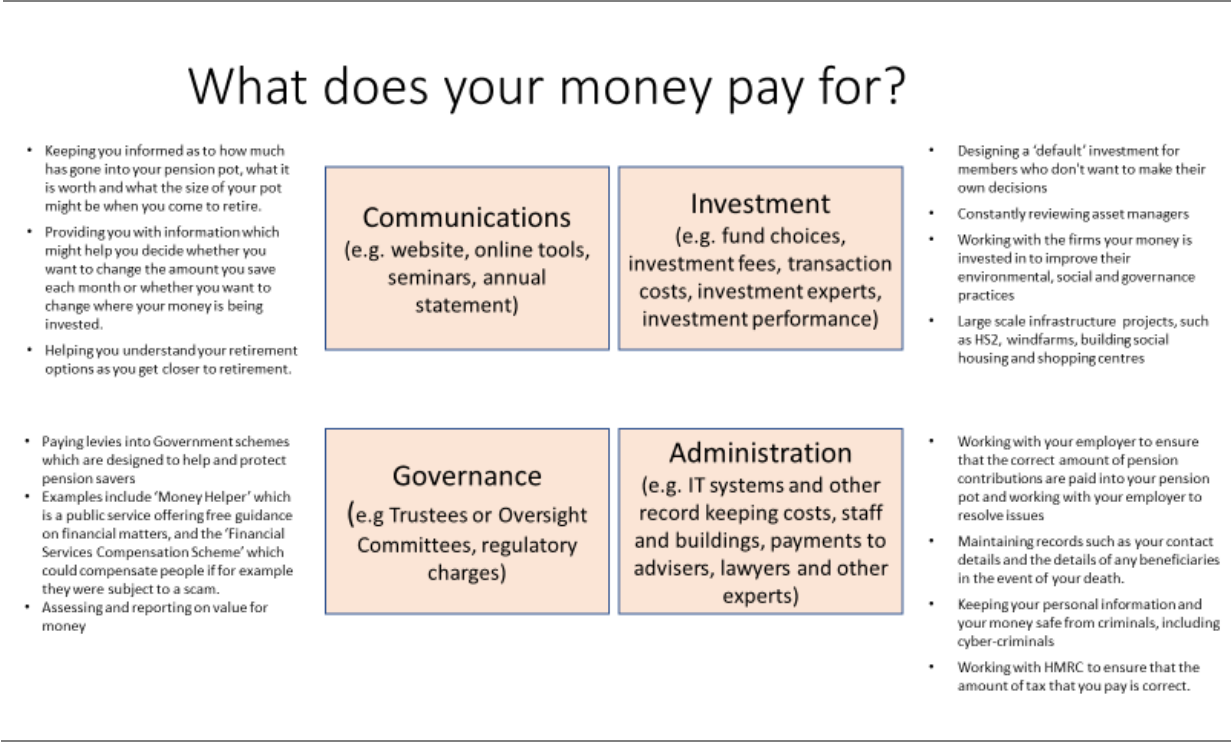 What does your money pay for?
• Keeping you informed as to how much
has gone into your pension pot, what it
is worth and what the size of your pot
might be when you come to retire.
• Providing you with information which
might help you decide whether you
want to change the amount you save
each month or whether you want to
change where your money is being
invested.
• Helping you understand your retirement
options as you get closer to retirement.
Communications
(e.g. website, online tools,
seminars, annual
statement)
Investment
(e.g. fund choices,
investment fees, transaction
costs, investment experts,
investment performance)
• Designing a ‘default’ investment for
members who don't want to make their
own decisions
• Constantly reviewing asset managers
• Working with the firms your money is
invested in to improve their
environmental, social and governance
practices
• Large scale infrastructure projects, such
as HS2, windfarms, building social
housing and shopping centres
• Paying levies into Government schemes
which are designed to help and protect
pension savers
• Examples include ‘Money Helper’ which
is a public service offering free guidance
on financial matters, and the ‘Financial
Services Compensation Scheme’ which
could compensate people if for example
they were subject to a scam.
• Assessing and reporting on value for
money
Governance
(e.g Trustees or Oversight
Committees, regulatory
charges)
Administration
(e.g. IT systems and other
record keeping costs, staff
and buildings, payments to
advisers, lawyers and other
experts)
• Working with your employer to ensure
that the correct amount of pension
contributions are paid into your pension
pot and working with your employer to
resolve issues
• Maintaining records such as your contact
details and the details of any beneficiaries
in the event of your death.
• Keeping your personal information and
your money safe from criminals, including
cyber-criminals
• Working with HMRC to ensure that the
amount of tax that you pay is correct.